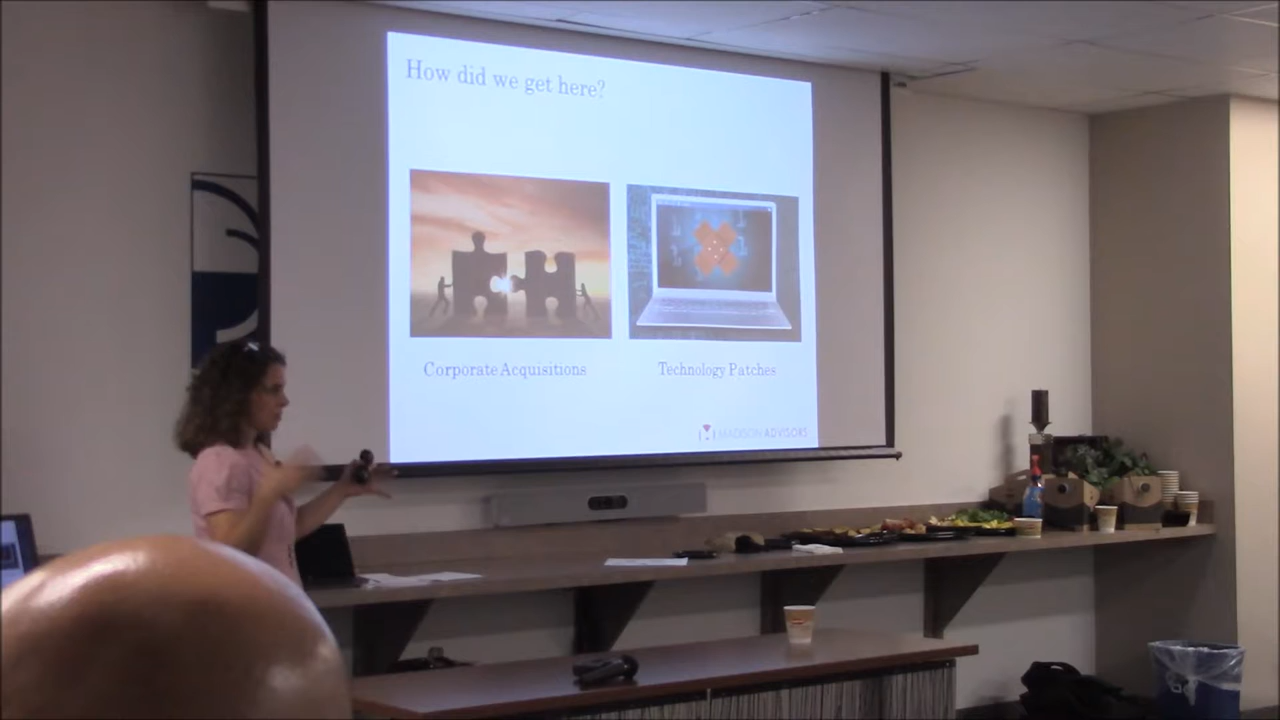 How did we get here?
Corporate Acquisitions
Technology Patches
MADISON ADVISORS